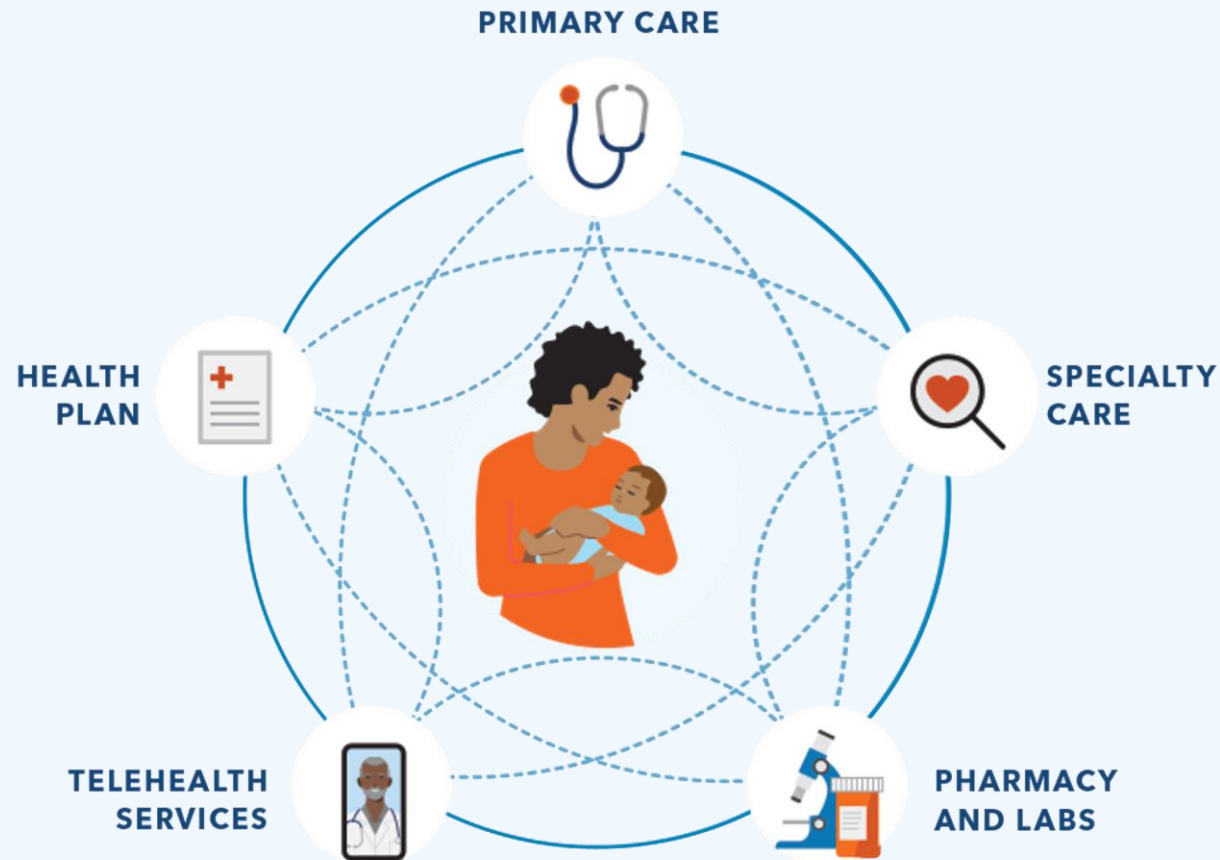 PRIMARY CARE
HEALTH
PLAN
SPECIALTY
CARE
TELEHEALTH
SERVICES
PHARMACY
AND LABS